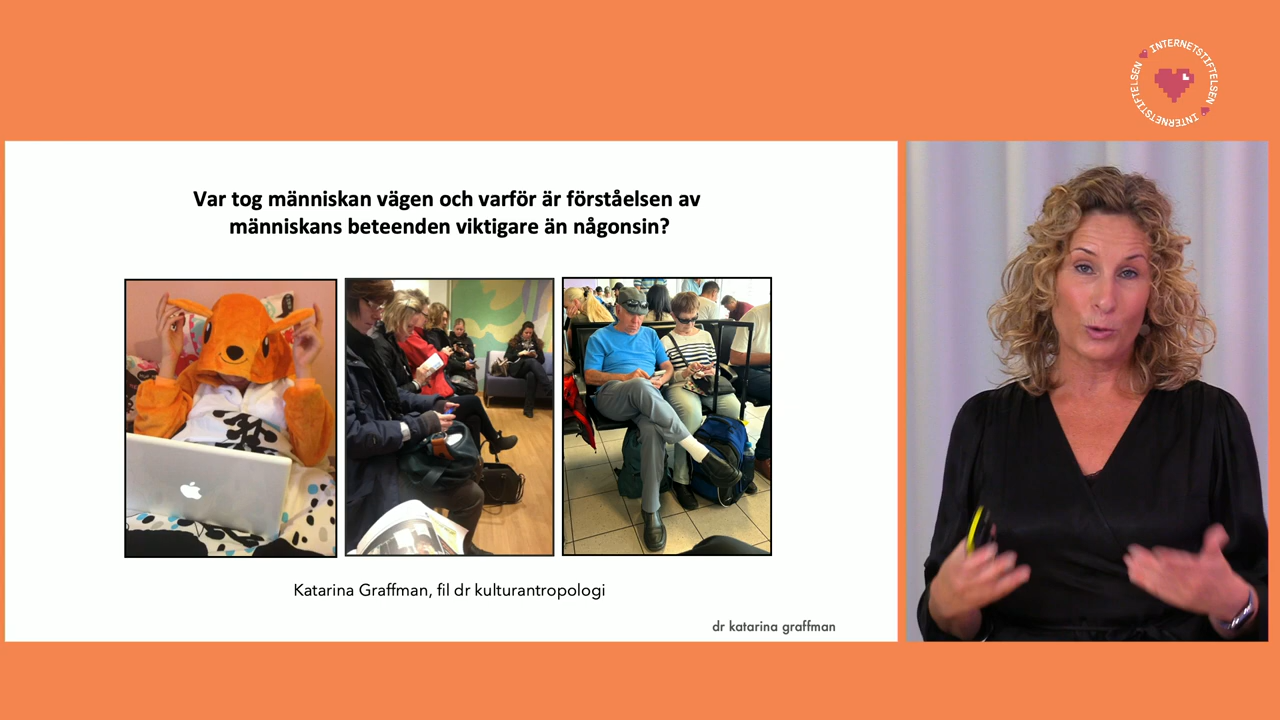 INTERNETSTIFTELSEN
INTERNETSTIFTELSEN
Var tog människan vägen och varför är förståelsen av
människans beteenden viktigare än någonsin?
Katarina Graffman, fil dr kulturantropologi
dr katarina graffman